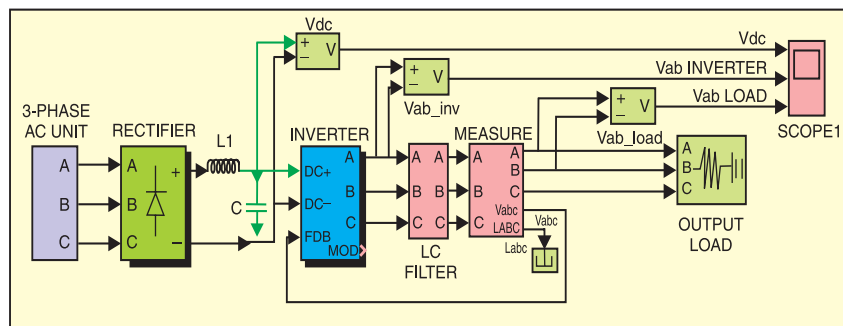 Vdc
+
−
V
Vdc
Vab INVERTER
Vab LOAD
SCOPE1
+
−
V
Vab_inv
+
−
V
Vab_load
3-PHASE
AC UNIT
A
B
C
RECTIFIER
A
B
C
+
−
L1
C
INVERTER
DC+
DC−
FDB
A
B
C
MOD
A
B
C
A
B
C
LC
FILTER
MEASURE
A
B
C
A
B
C
Vabc
LABC
Vabc
Labc
A
B
C
OUTPUT
LOAD